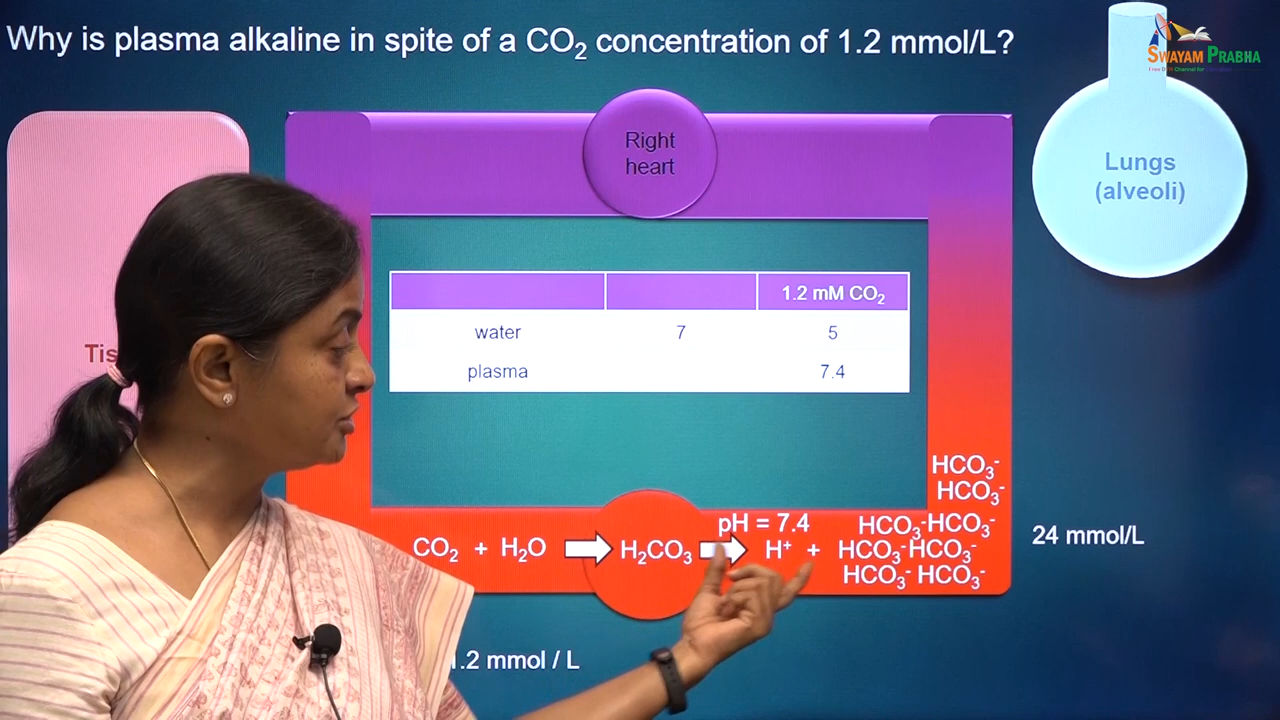 Why is plasma alkaline in spite of a CO₂ concentration of 1.2 mmol/L?
SWAYAM PRABHA
Right
heart
Lungs
(alveoli)
1.2 mM CO₂
water 7 5
plasma 7.4
HCO₃⁻
HCO₃⁻
pH = 7.4
HCO₃⁻HCO₃⁻
24 mmol/L
CO₂ + H₂O H₂CO₃ H⁺ + HCO₃⁻HCO₃⁻
HCO₃⁻ HCO₃⁻
1.2 mmol / L